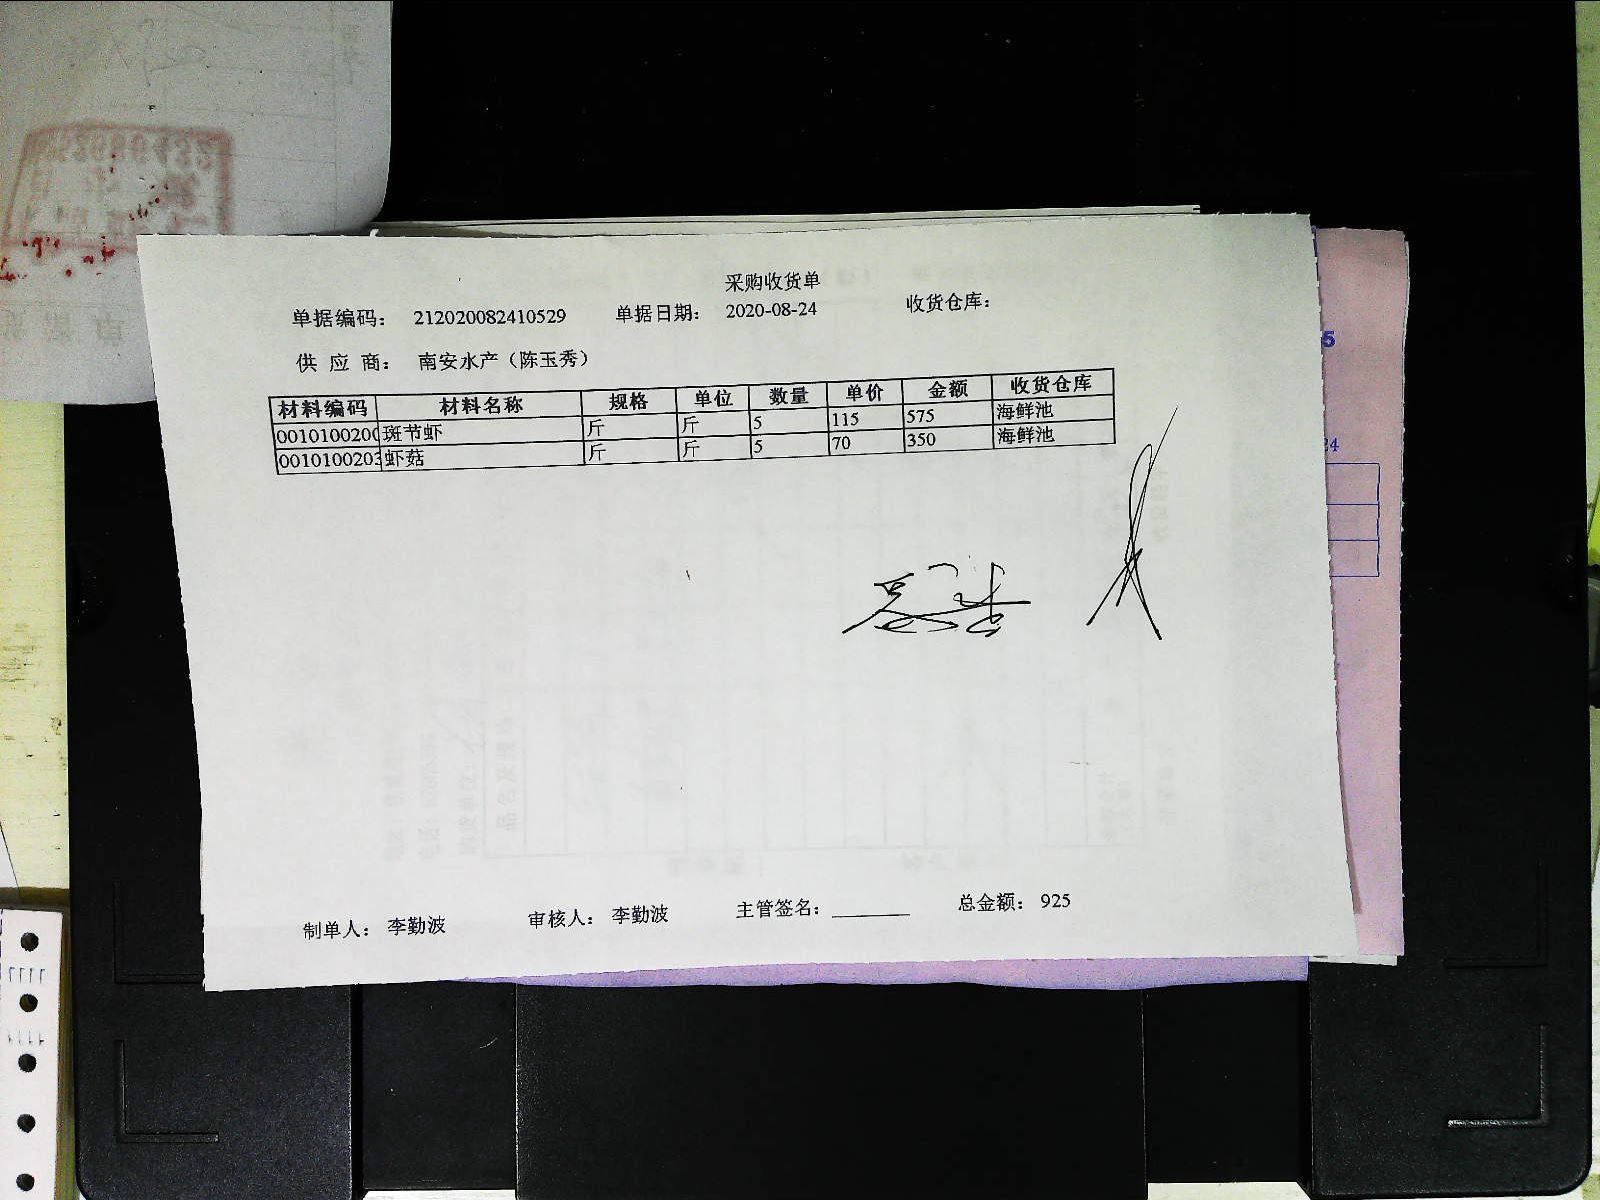 采购收货单
单据编码: 212020082410529 单据日期: 2020-08-24 收货仓库:
供 应 商: 南安水产（陈玉秀）
材料编码 材料名称 规格 单位 数量 单价 金额 收货仓库
0010100200 斑节虾 斤 斤 5 115 575 海鲜池
0010100203 虾菇 斤 斤 5 70 350 海鲜池
制单人: 李勤波 审核人: 李勤波 主管签名: 总金额: 925